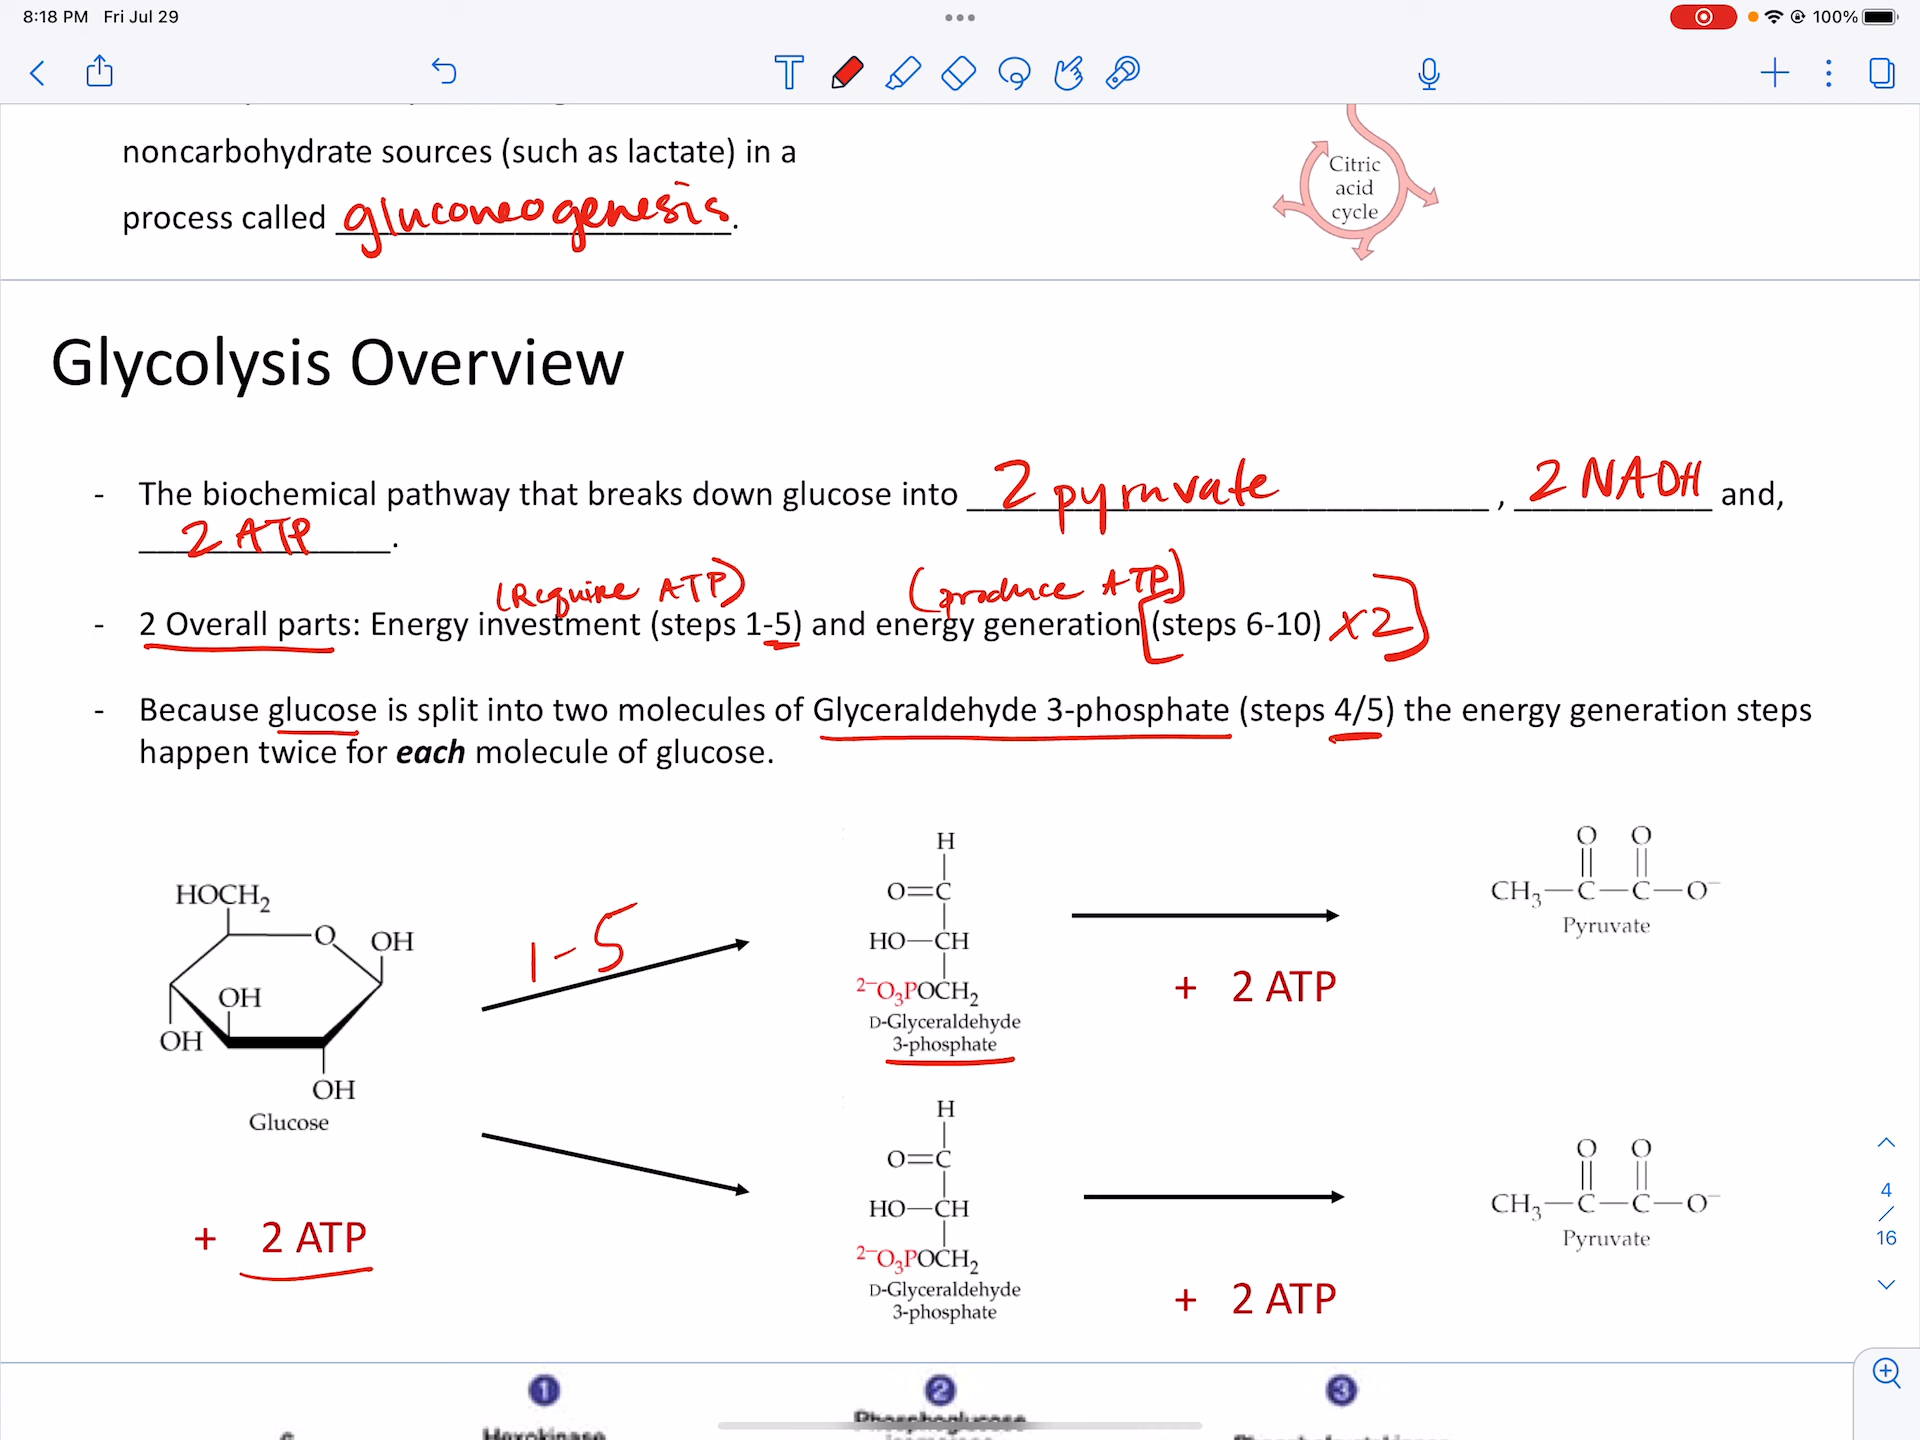 8:18 PM Fri Jul 29
100%
noncarbohydrate sources (such as lactate) in a
process called gluconeogenesis.
Citric
acid
cycle
Glycolysis Overview
- The biochemical pathway that breaks down glucose into 2 pyruvate, 2 NADH and,
2 ATP.
(Require ATP) (produce ATP)
- 2 Overall parts: Energy investment (steps 1-5) and energy generation [(steps 6-10) x2]
- Because glucose is split into two molecules of Glyceraldehyde 3-phosphate (steps 4/5) the energy generation steps
happen twice for each molecule of glucose.
HOCH₂
O OH
OH
OH
OH
Glucose
+ 2 ATP
1-5
H
O=C
HO—CH
²⁻O₃POCH₂
D-Glyceraldehyde
3-phosphate
+ 2 ATP
O O
CH₃—C—C—O⁻
Pyruvate
H
O=C
HO—CH
²⁻O₃POCH₂
D-Glyceraldehyde
3-phosphate
+ 2 ATP
O O
CH₃—C—C—O⁻
Pyruvate
4
/
16
1 2 3
Hexokinase